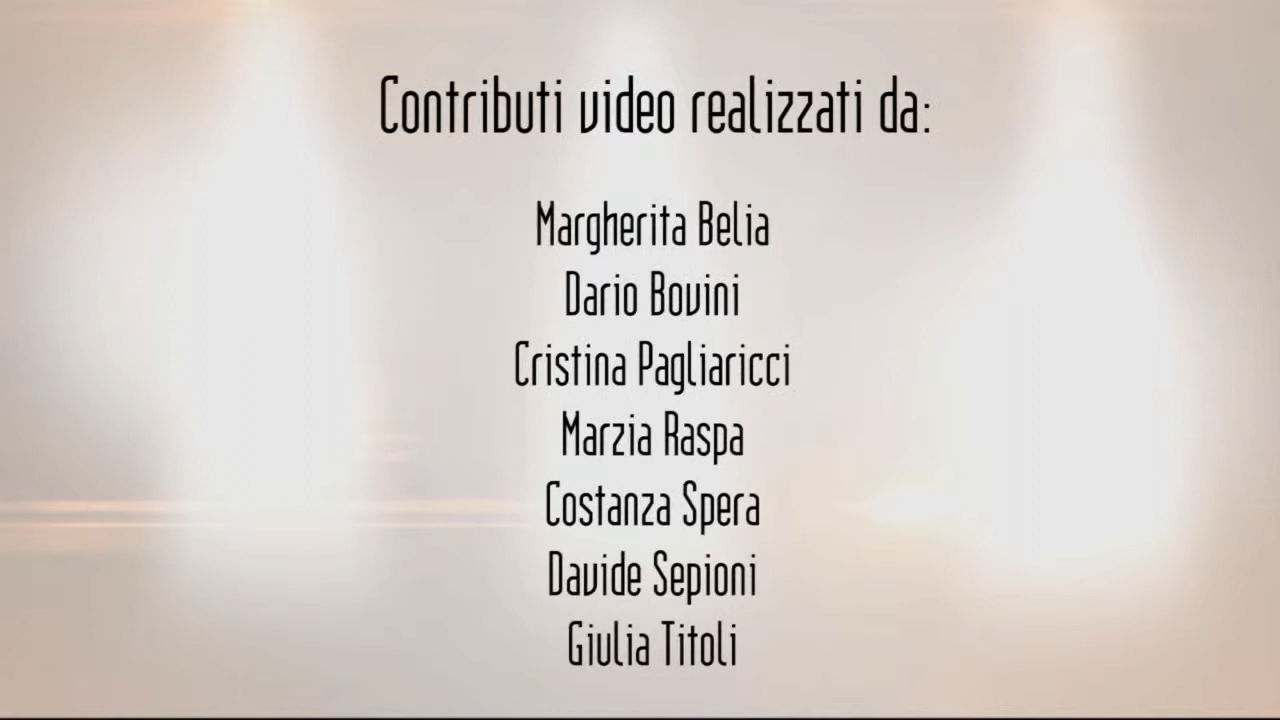 Contributi video realizzati da:
Margherita Belia
Dario Bovini
Cristina Pagliaricci
Marzia Raspa
Costanza Spera
Davide Sepioni
Giulia Titoli